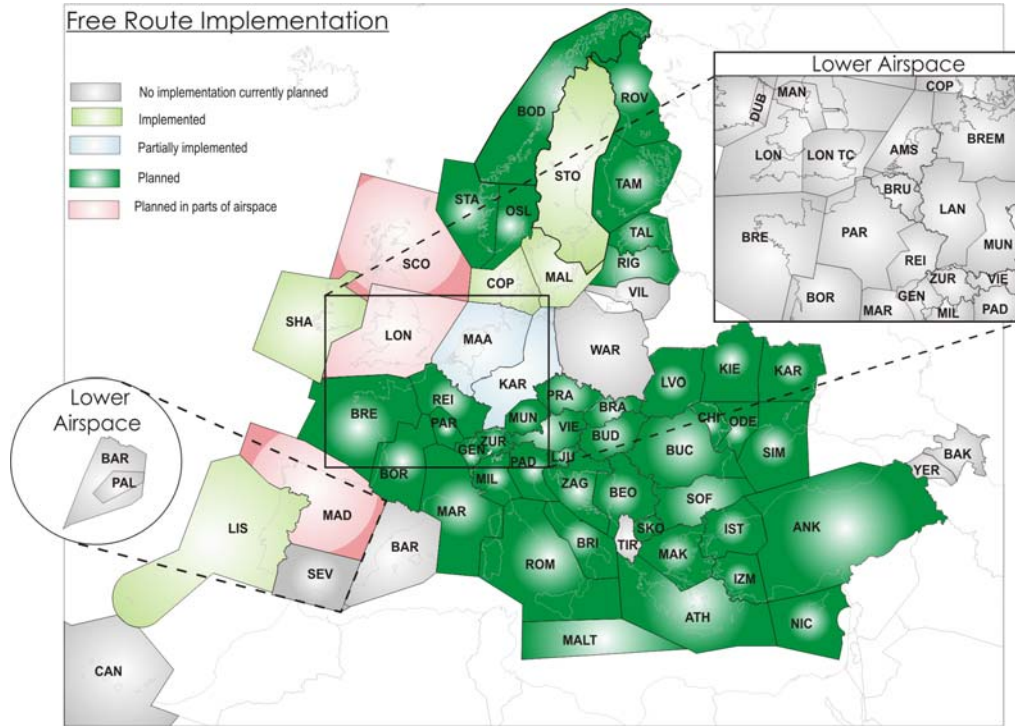 Free Route Implementation
No implementation currently planned
Implemented
Partially implemented
Planned
Planned in parts of airspace
Lower Airspace
COP
MAN
DUB
BREM
AMS
LON
LON TC
BRU
LAN
BRE
PAR
REI
MUN
ZUR
VIE
GEN
BOR
MAR
MIL
PAD
BOD
ROV
STO
TAM
STA
OSL
TAL
RIG
SCO
MAL
COP
VIL
SHA
LON
MAA
WAR
KAR
KIE
KAR
LVO
PRA
REI
BRE
BRA
MUN
PAR
VIE
BUD
CHI
ODE
ZUR
GEN
LJU
BUC
SIM
PAD
BOR
MIL
ZAG
BEO
SOF
MAR
MAD
LIS
BAR
SEV
BRI
SKO
TIR
MAK
IST
ANK
ROM
IZM
ATH
NIC
MALT
CAN
BAK
YER
Lower
Airspace
BAR
PAL